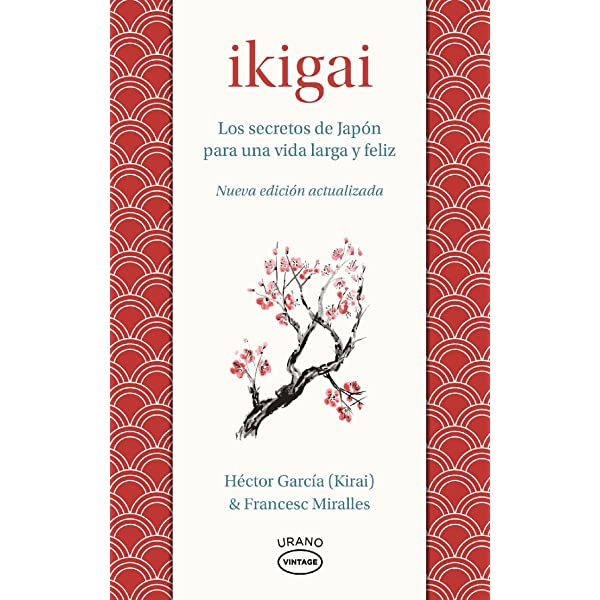 ikigai
Los secretos de Japón
para una vida larga y feliz
Nueva edición actualizada
Héctor García (Kirai)
& Francesc Miralles
URANO
VINTAGE